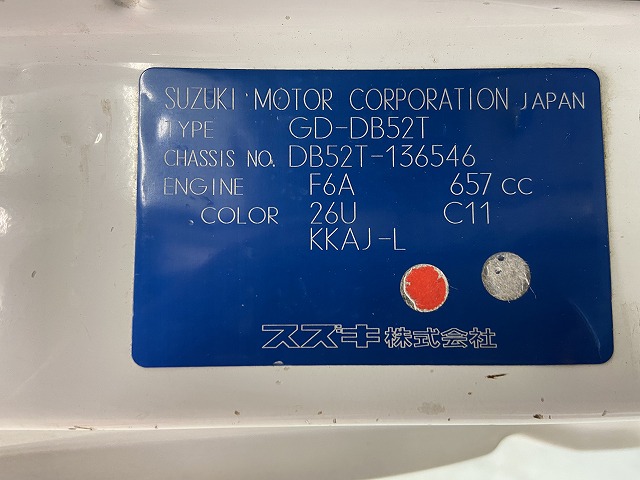 SUZUKI MOTOR CORPORATION JAPAN
TYPE GD-DB52T
CHASSIS NO. DB52T-136546
ENGINE F6A 657 CC
COLOR 26U C11
KKAJ-L
スズキ株式会社